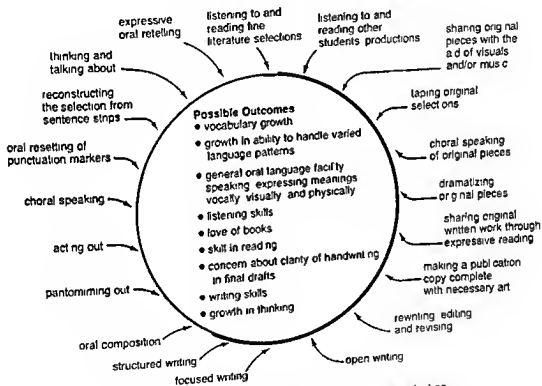 expressive
oral retelling
listening to and
reading fine
literature selections
listening to and
reading other
students productions
sharing original
pieces with the
aid of visuals
and/or music
thinking and
talking about
taping original
selections
reconstructing
the selection from
sentence strips
oral resetting of
punctuation markers
choral speaking
of original pieces
choral speaking
dramatizing
original pieces
acting out
sharing original
written work through
expressive reading
pantomiming out
making a publication
copy complete
with necessary art
oral composition
rewriting editing
and revising
structured writing
open writing
focused writing
Possible Outcomes
• vocabulary growth
• growth in ability to handle varied
language patterns
• general oral language facility
speaking expressing meanings
vocally visually and physically
• listening skills
• love of books
• skill in reading
• concern about clarity of handwriting
in final drafts
• writing skills
• growth in thinking